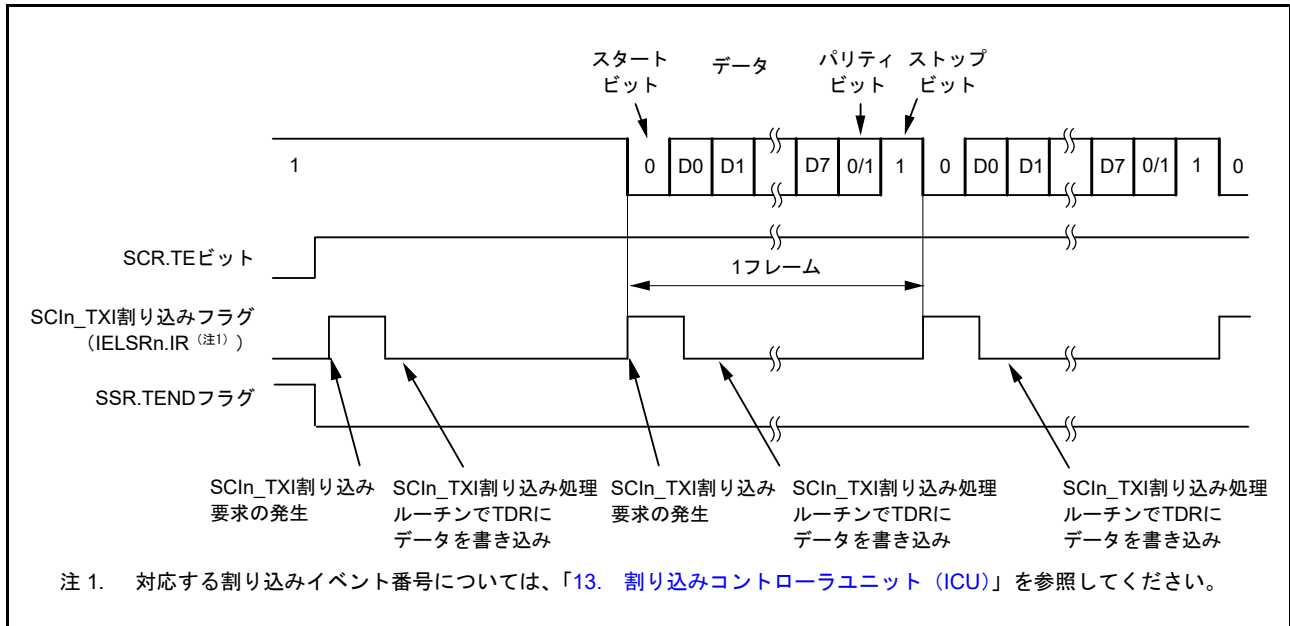 スタート
ビット
データ
パリティ
ビット
ストップ
ビット
1 0 D0 D1 D7 0/1 1 0 D0 D1 D7 0/1 1 0
SCR.TEビット
1フレーム
SCIn_TXI割り込みフラグ
（IELSRn.IR（注1））
SSR.TENDフラグ
SCIn_TXI割り込み
要求の発生
SCIn_TXI割り込み処理
ルーチンでTDRに
データを書き込み
SCIn_TXI割り込み
要求の発生
SCIn_TXI割り込み処理
ルーチンでTDRに
データを書き込み
SCIn_TXI割り込み処理
ルーチンでTDRに
データを書き込み
注 1. 対応する割り込みイベント番号については、「13. 割り込みコントローラユニット（ICU）」を参照してください。